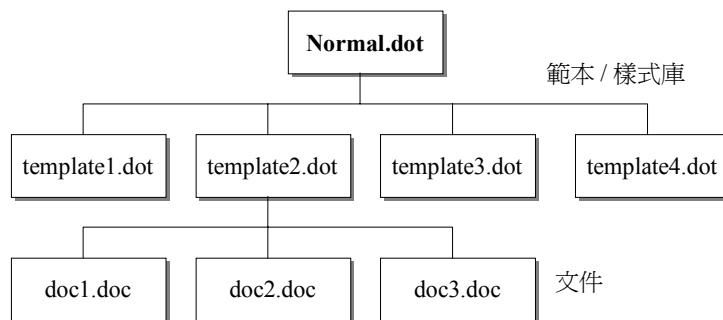 Normal.dot
範本 / 樣式庫
template1.dot
template2.dot
template3.dot
template4.dot
doc1.doc
doc2.doc
doc3.doc
文件